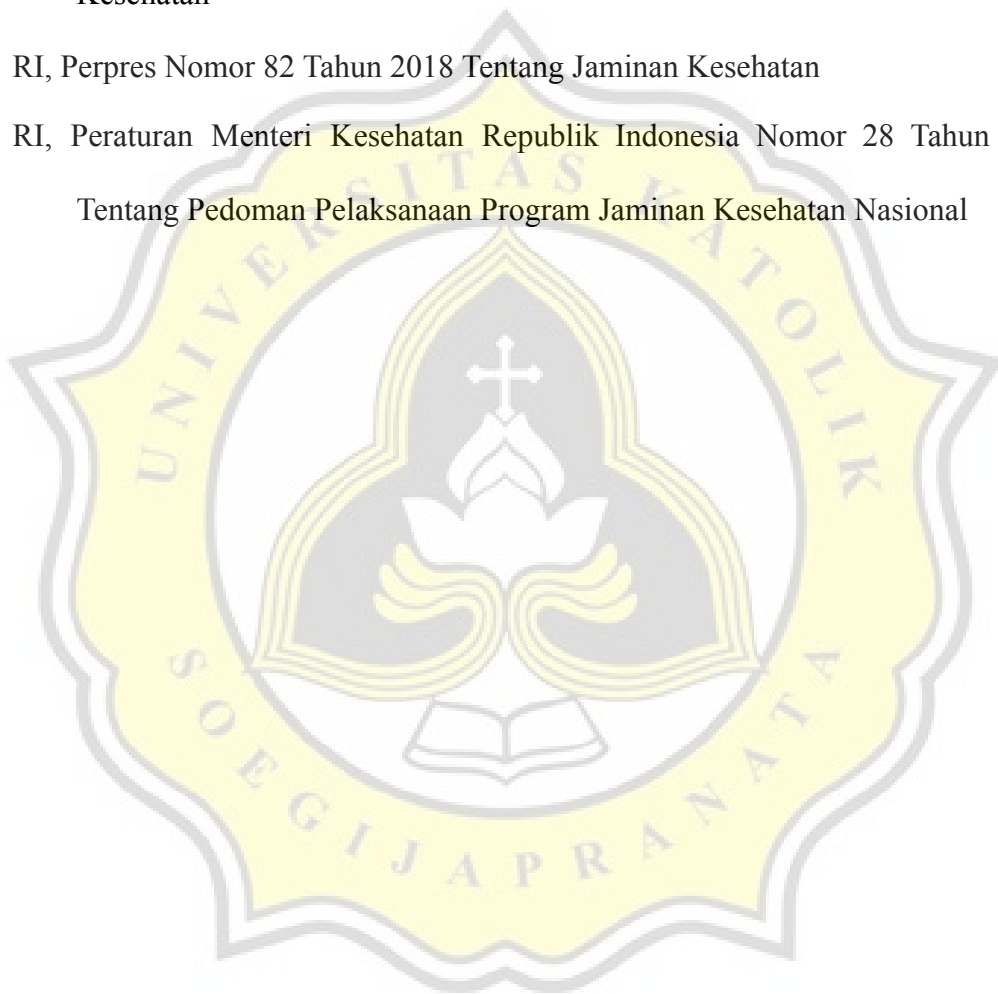 Kesehatan
RI, Perpres Nomor 82 Tahun 2018 Tentang Jaminan Kesehatan
RI, Peraturan Menteri Kesehatan Republik Indonesia Nomor 28 Tahun
Tentang Pedoman Pelaksanaan Program Jaminan Kesehatan Nasional
UNIVERSITAS KATOLIK
SOEGIJAPRANATA